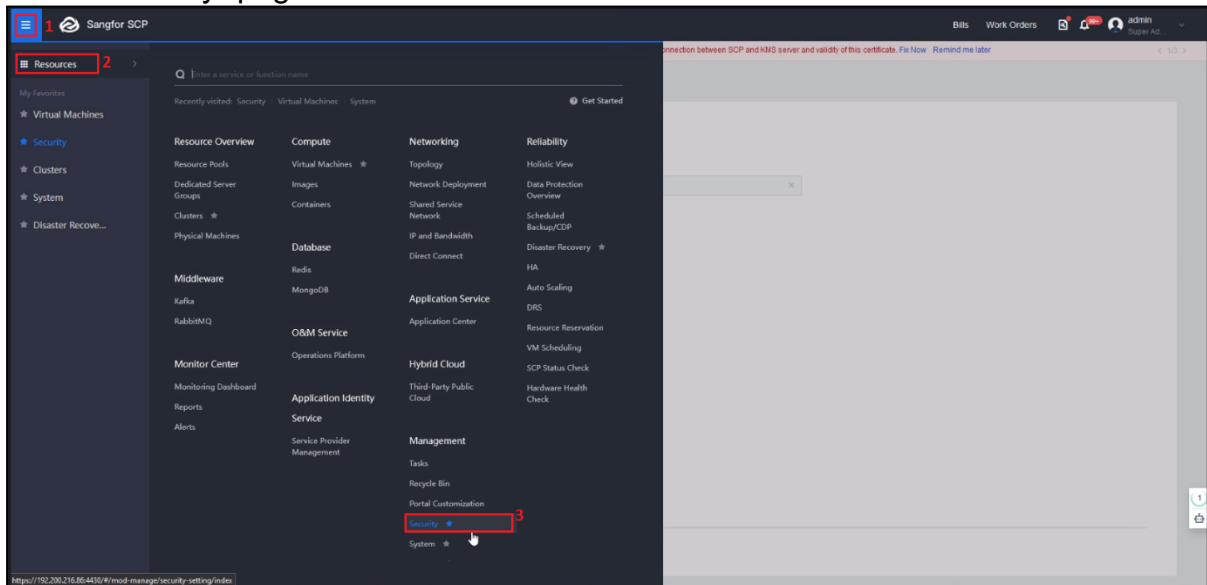 1 Sangfor SCP
Bills Work Orders 99+ admin
Super Ad...
Resources 2
onnection between SCP and KMS server and validity of this certificate. Fix Now Remind me later
1/3
Enter a service or function name
My Favorites
Recently visited: Security Virtual Machines System
Get Started
Virtual Machines
Security
Clusters
System
Disaster Recove...
Resource Overview
Resource Pools
Dedicated Server
Groups
Clusters
Physical Machines
Middleware
Kafka
RabbitMQ
Monitor Center
Monitoring Dashboard
Reports
Alerts
Compute
Virtual Machines
Images
Containers
Database
Redis
MongoDB
O&M Service
Operations Platform
Application Identity
Service
Service Provider
Management
Networking
Topology
Network Deployment
Shared Service
Network
IP and Bandwidth
Direct Connect
Application Service
Application Center
Hybrid Cloud
Third-Party Public
Cloud
Management
Tasks
Recycle Bin
Portal Customization
Security 3
System
Reliability
Holistic View
Data Protection
Overview
Scheduled
Backup/CDP
Disaster Recovery
HA
Auto Scaling
DRS
Resource Reservation
VM Scheduling
SCP Status Check
Hardware Health
Check
1
https://192.200.216.86:4430/#/mod-manage/security-setting/index